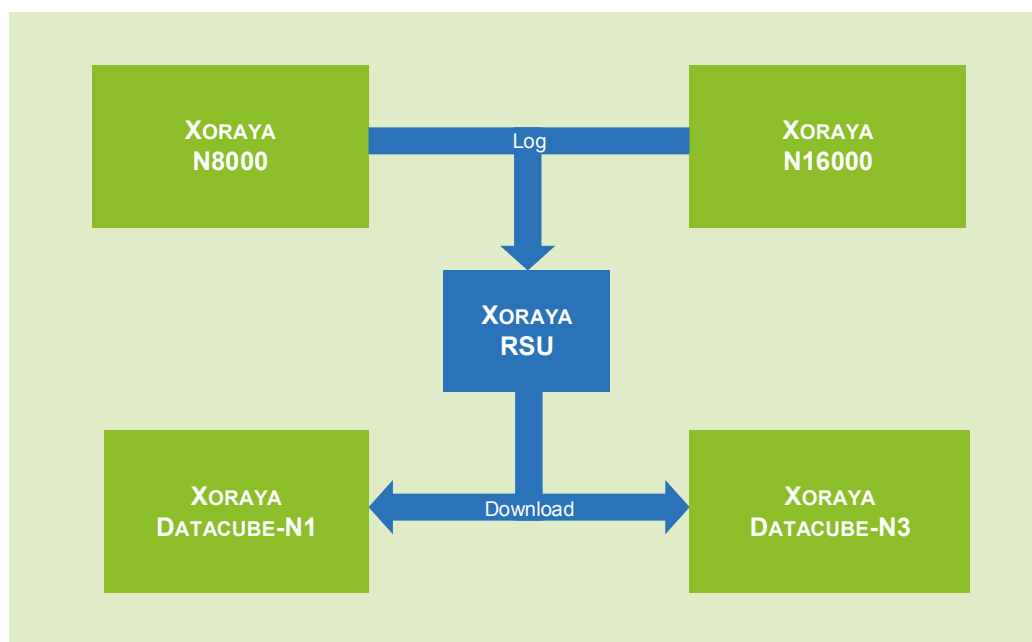 XORAYA
N8000
Log
XORAYA
N16000
XORAYA
RSU
XORAYA
DATACUBE-N1
Download
XORAYA
DATACUBE-N3